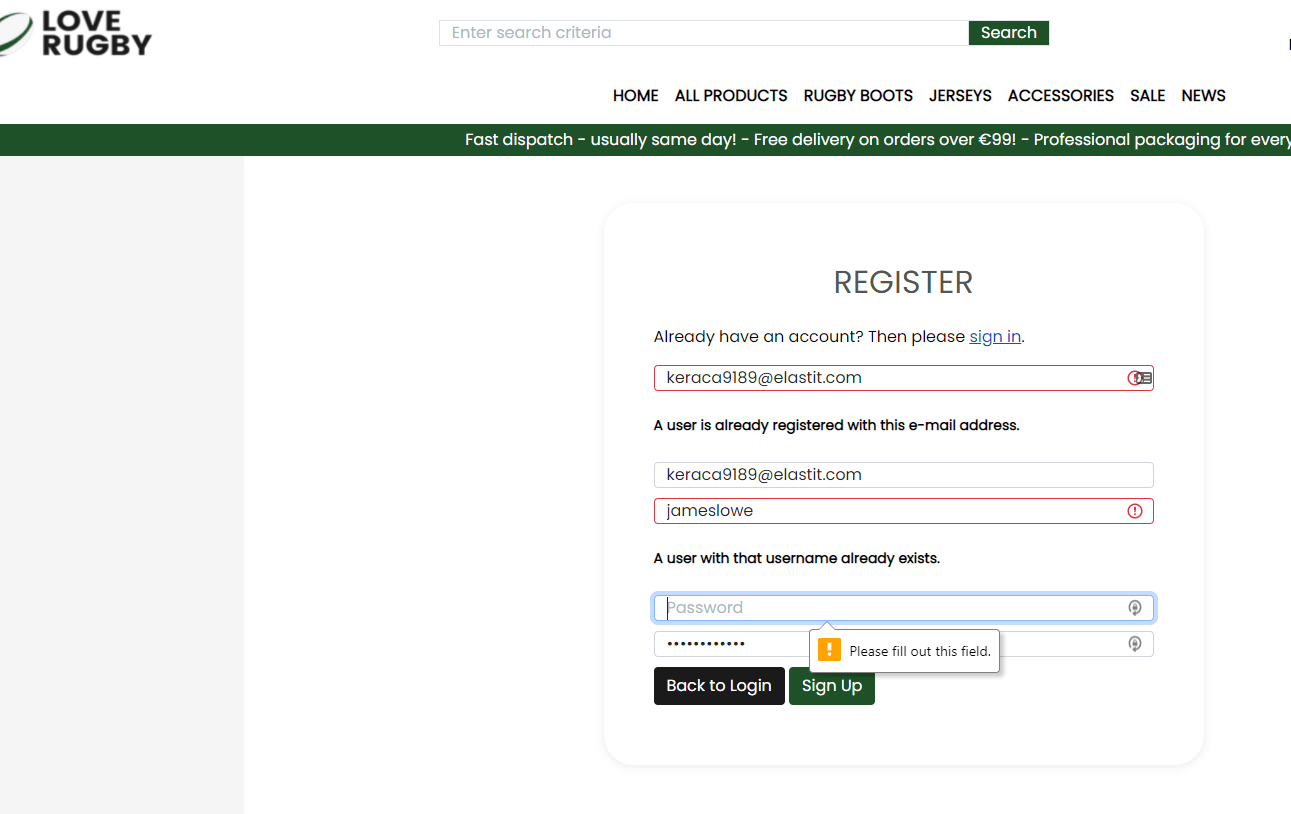 LOVE
RUGBY
Enter search criteria
Search
HOME ALL PRODUCTS RUGBY BOOTS JERSEYS ACCESSORIES SALE NEWS
Fast dispatch - usually same day! - Free delivery on orders over €99! - Professional packaging for every
REGISTER
Already have an account? Then please sign in.
keraca9189@elastit.com
A user is already registered with this e-mail address.
keraca9189@elastit.com
jameslowe
A user with that username already exists.
Password
••••••••••••
Please fill out this field.
Back to Login Sign Up